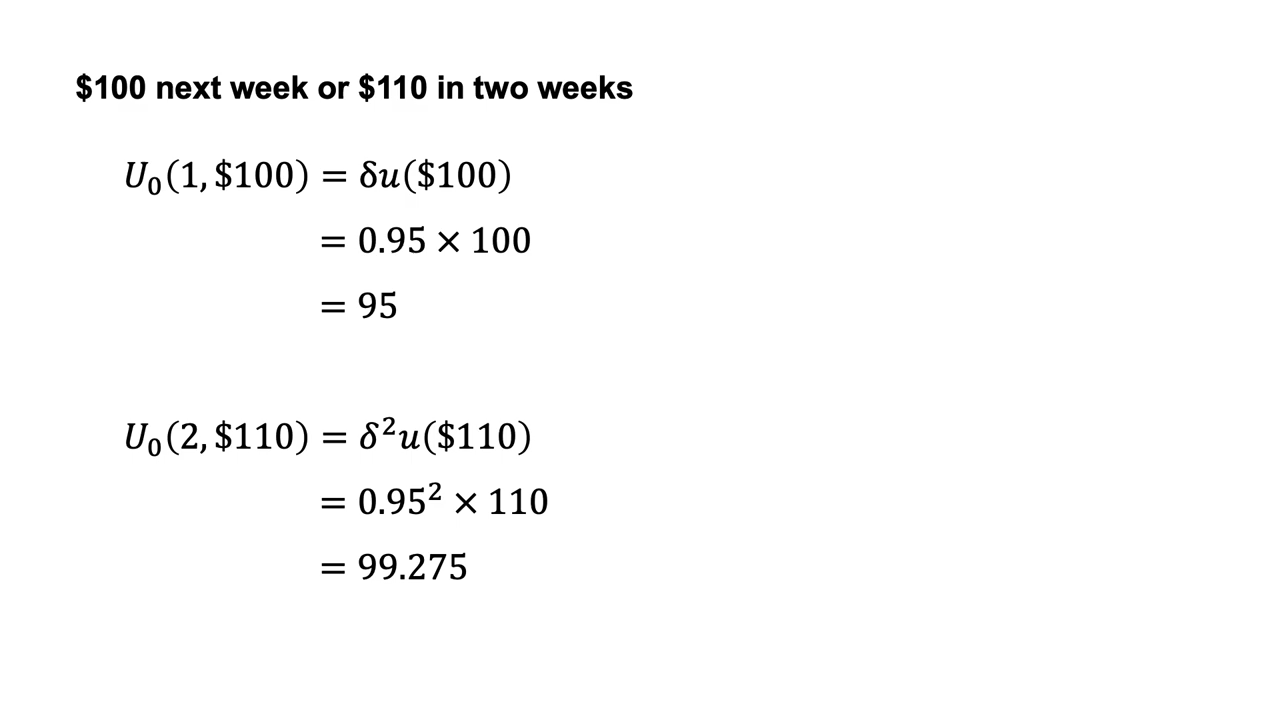 $100 next week or $110 in two weeks
𝑈₀(1, $100) = δ𝑢($100)
= 0.95 × 100
= 95
𝑈₀(2, $110) = 𝛿²𝑢($110)
= 0.95² × 110
= 99.275